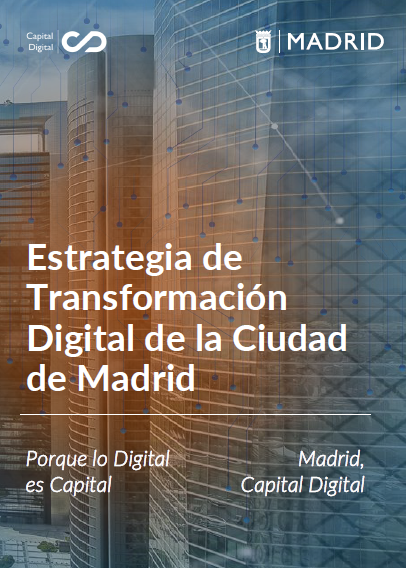 Capital
Digital
MADRID
Estrategia de
Transformación
Digital de la Ciudad
de Madrid
Porque lo Digital
es Capital
Madrid,
Capital Digital